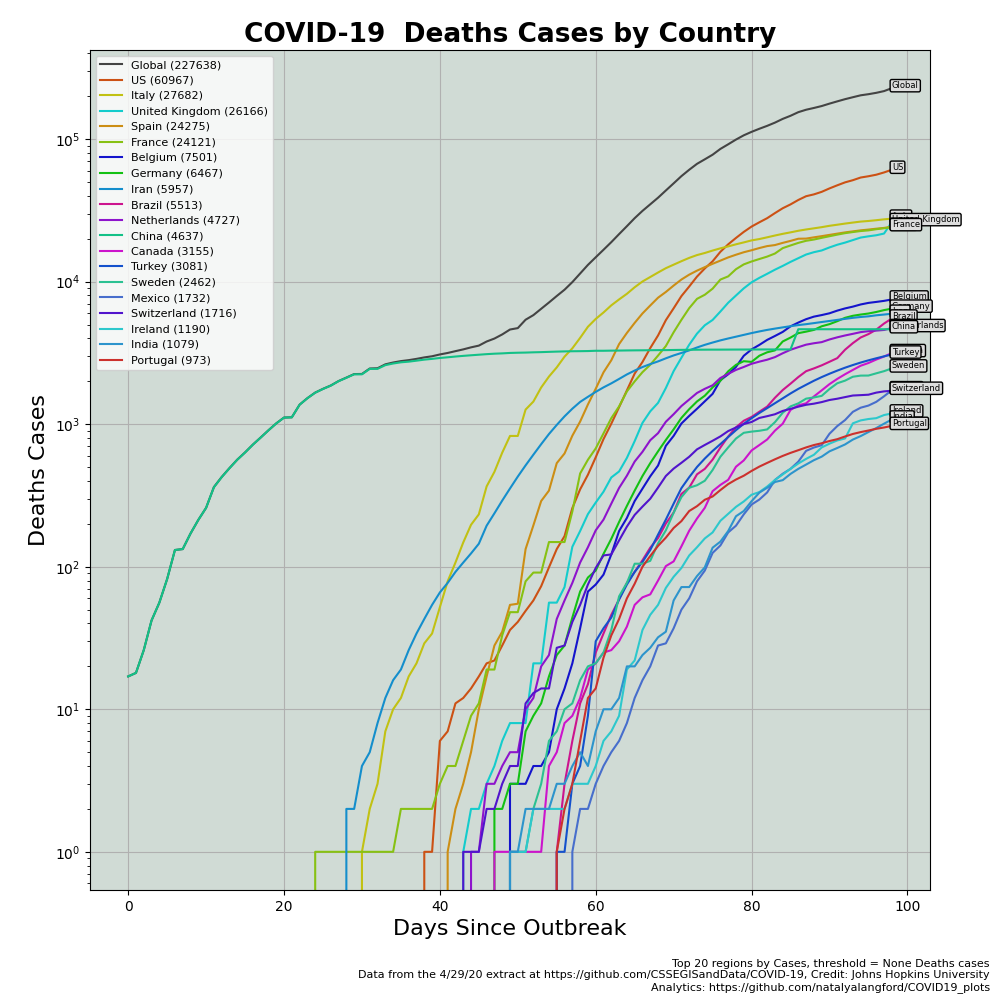 COVID-19  Deaths Cases by Country
Global (227638)
US (60967)
Italy (27682)
United Kingdom (26166)
Spain (24275)
France (24121)
Belgium (7501)
Germany (6467)
Iran (5957)
Brazil (5513)
Netherlands (4727)
China (4637)
Canada (3155)
Turkey (3081)
Sweden (2462)
Mexico (1732)
Switzerland (1716)
Ireland (1190)
India (1079)
Portugal (973)
Global
US
Kingdom
France
Belgium
Brazil
China
Turkey
Sweden
Switzerland
Ireland
India
Portugal
10^5
10^4
10^3
10^2
10^1
10^0
Deaths Cases
0 20 40 60 80 100
Days Since Outbreak
Top 20 regions by Cases, threshold = None Deaths cases
Data from the 4/29/20 extract at https://github.com/CSSEGISandData/COVID-19, Credit: Johns Hopkins University
Analytics: https://github.com/natalyalangford/COVID19_plots